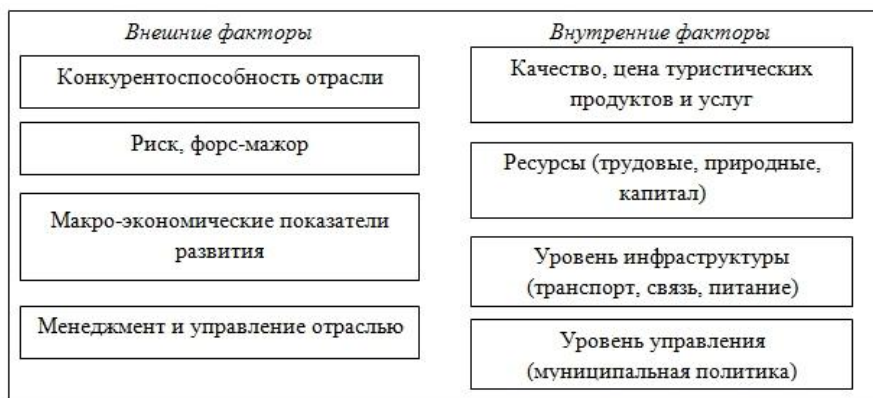 Внешние факторы
Конкурентоспособность отрасли
Риск, форс-мажор
Макро-экономические показатели
развития
Менеджмент и управление отраслью
Внутренние факторы
Качество, цена туристических
продуктов и услуг
Ресурсы (трудовые, природные,
капитал)
Уровень инфраструктуры
(транспорт, связь, питание)
Уровень управления
(муниципальная политика)